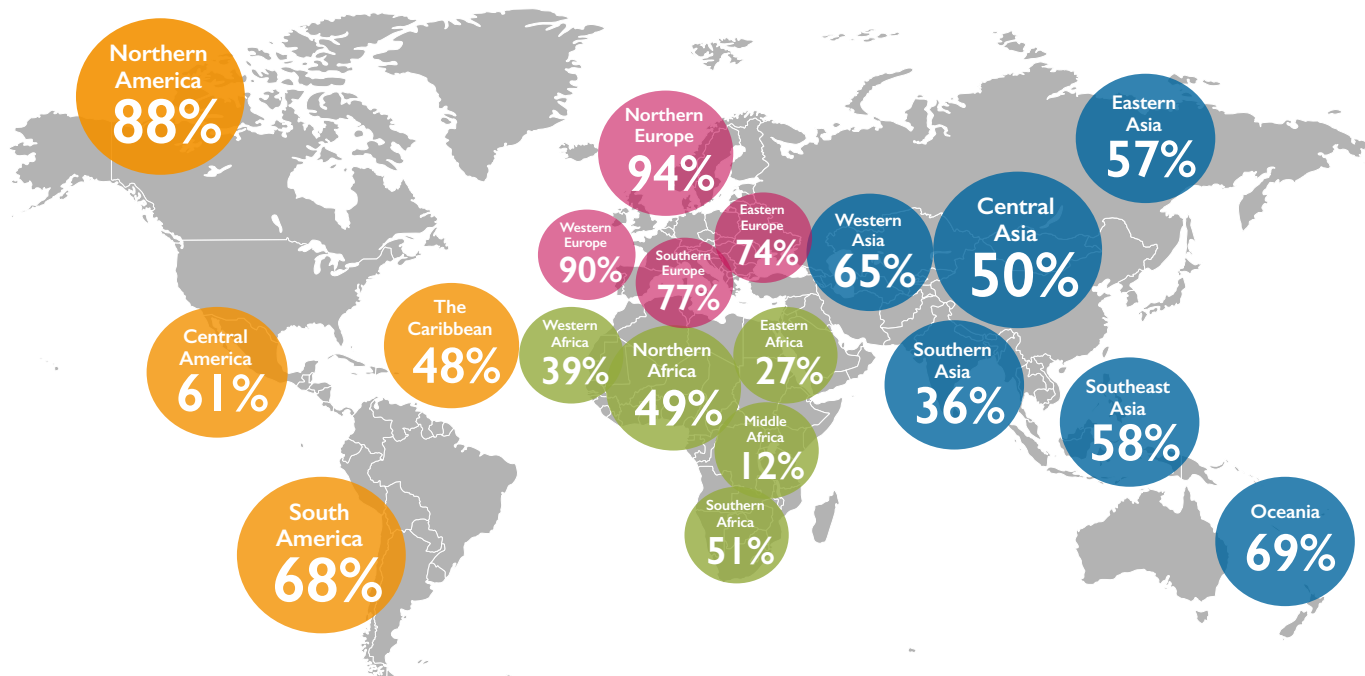 Northern
America
88%
Central
America
61%
The
Caribbean
48%
South
America
68%
Northern
Europe
94%
Western
Europe
90%
Southern
Europe
77%
Eastern
Europe
74%
Western
Africa
39%
Northern
Africa
49%
Eastern
Africa
27%
Middle
Africa
12%
Southern
Africa
51%
Western
Asia
65%
Central
Asia
50%
Eastern
Asia
57%
Southern
Asia
36%
Southeast
Asia
58%
Oceania
69%